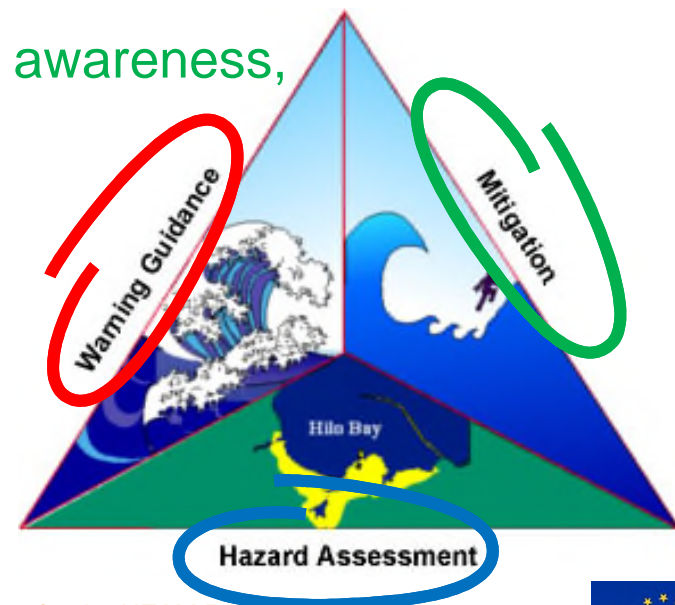 awareness,
Warning Guidance
Mitigation
Hilo Bay
Hazard Assessment